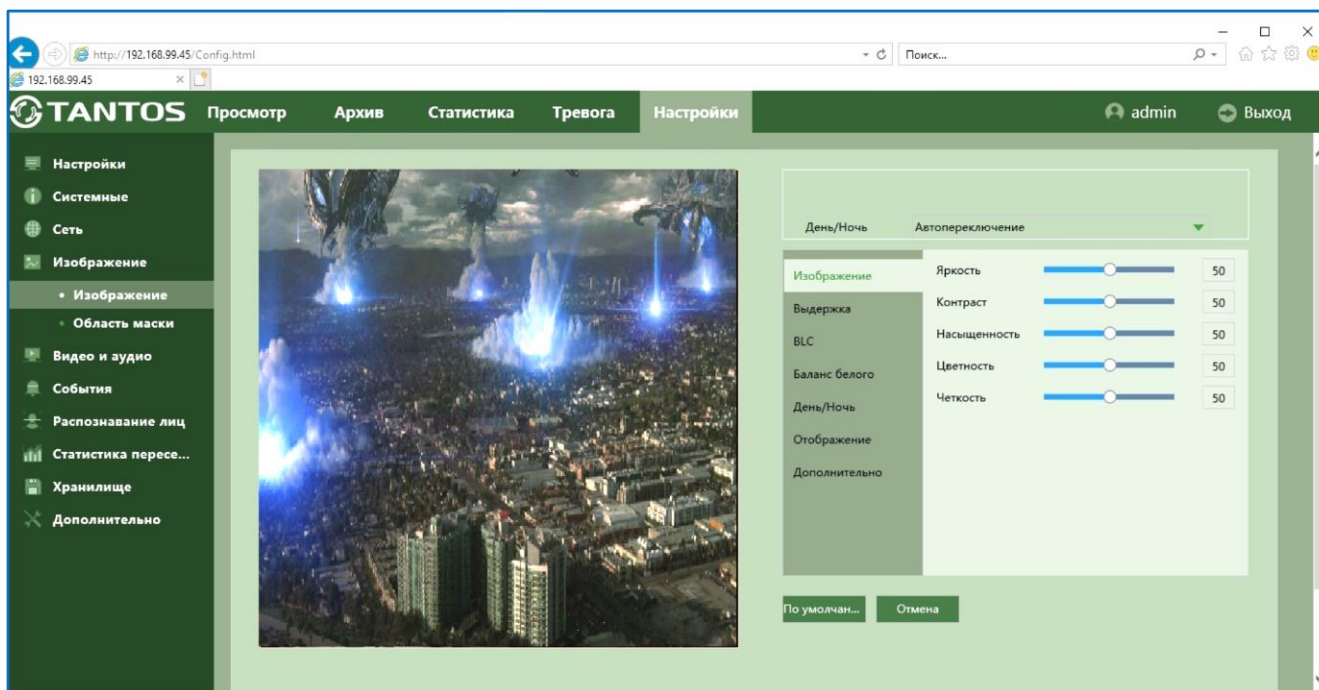 http://192.168.99.45/Config.html
Поиск...
192.168.99.45
TANTOS Просмотр Архив Статистика Тревога Настройки admin Выход
Настройки
Системные
Сеть
Изображение
• Изображение
• Область маски
Видео и аудио
События
Распознавание лиц
Статистика пересе...
Хранилище
Дополнительно
День/Ночь Автопереключение
Изображение
Выдержка
BLC
Баланс белого
День/Ночь
Отображение
Дополнительно
Яркость 50
Контраст 50
Насыщенность 50
Цветность 50
Четкость 50
По умолчан... Отмена